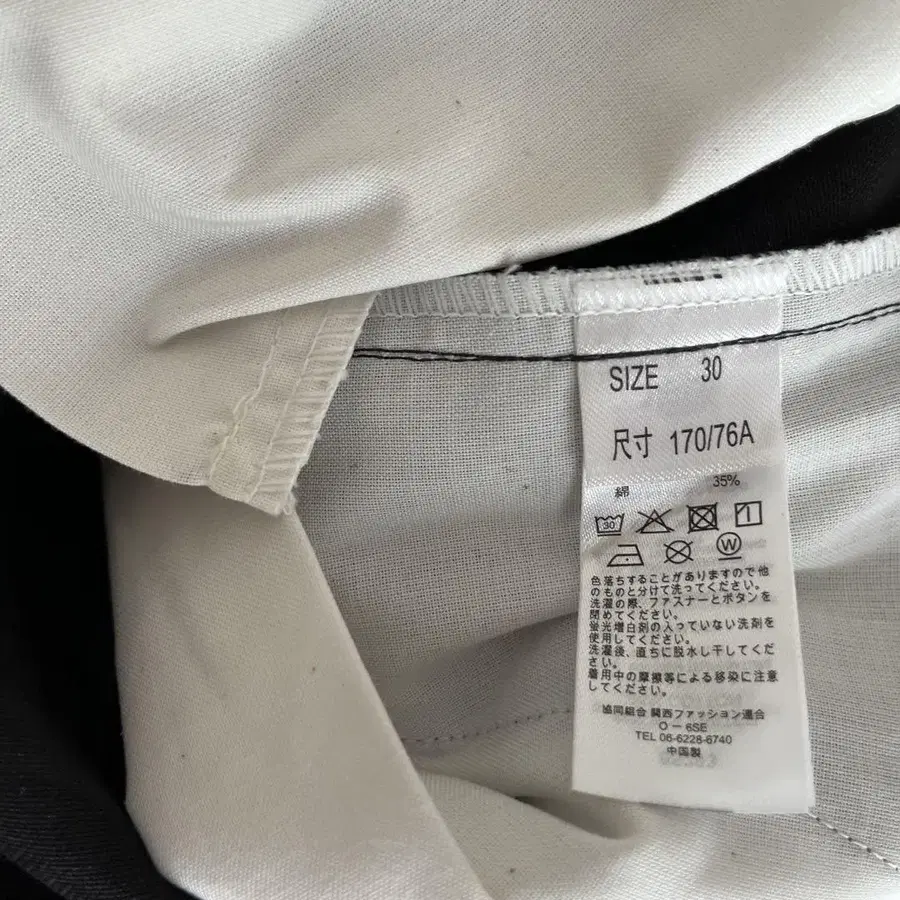 SIZE 30
尺寸 170/76A
綿 35%
30
W
色落ちすることがありますので他
のものと分けて洗ってください。
洗濯の際、ファスナーとボタンを
閉めてください。
蛍光増白剤の入っていない洗剤を
使用してください。
洗濯後、直ちに脱水し干してくだ
さい。
着用中の摩擦等による移染に注意
してください。
協同組合 関西ファッション連合
O-6SE
TEL 06-6228-6740
中国製